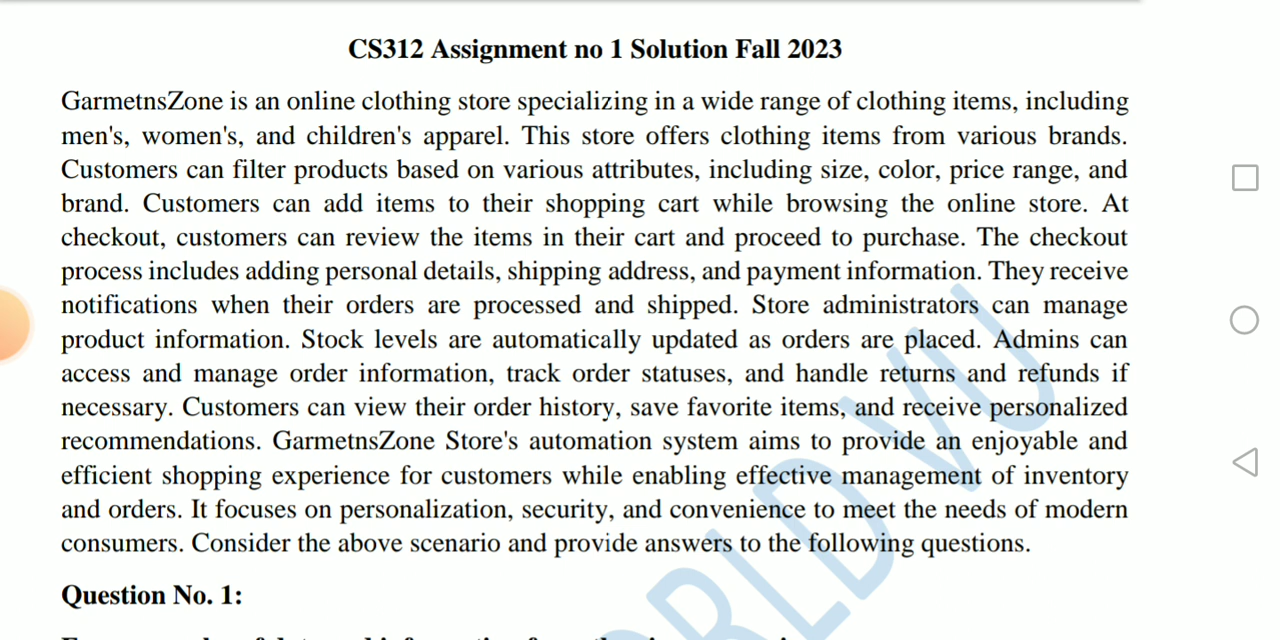 CS312 Assignment no 1 Solution Fall 2023
GarmetnsZone is an online clothing store specializing in a wide range of clothing items, including
men's, women's, and children's apparel. This store offers clothing items from various brands.
Customers can filter products based on various attributes, including size, color, price range, and
brand. Customers can add items to their shopping cart while browsing the online store. At
checkout, customers can review the items in their cart and proceed to purchase. The checkout
process includes adding personal details, shipping address, and payment information. They receive
notifications when their orders are processed and shipped. Store administrators can manage
product information. Stock levels are automatically updated as orders are placed. Admins can
access and manage order information, track order statuses, and handle returns and refunds if
necessary. Customers can view their order history, save favorite items, and receive personalized
recommendations. GarmetnsZone Store's automation system aims to provide an enjoyable and
efficient shopping experience for customers while enabling effective management of inventory
and orders. It focuses on personalization, security, and convenience to meet the needs of modern
consumers. Consider the above scenario and provide answers to the following questions.
Question No. 1: